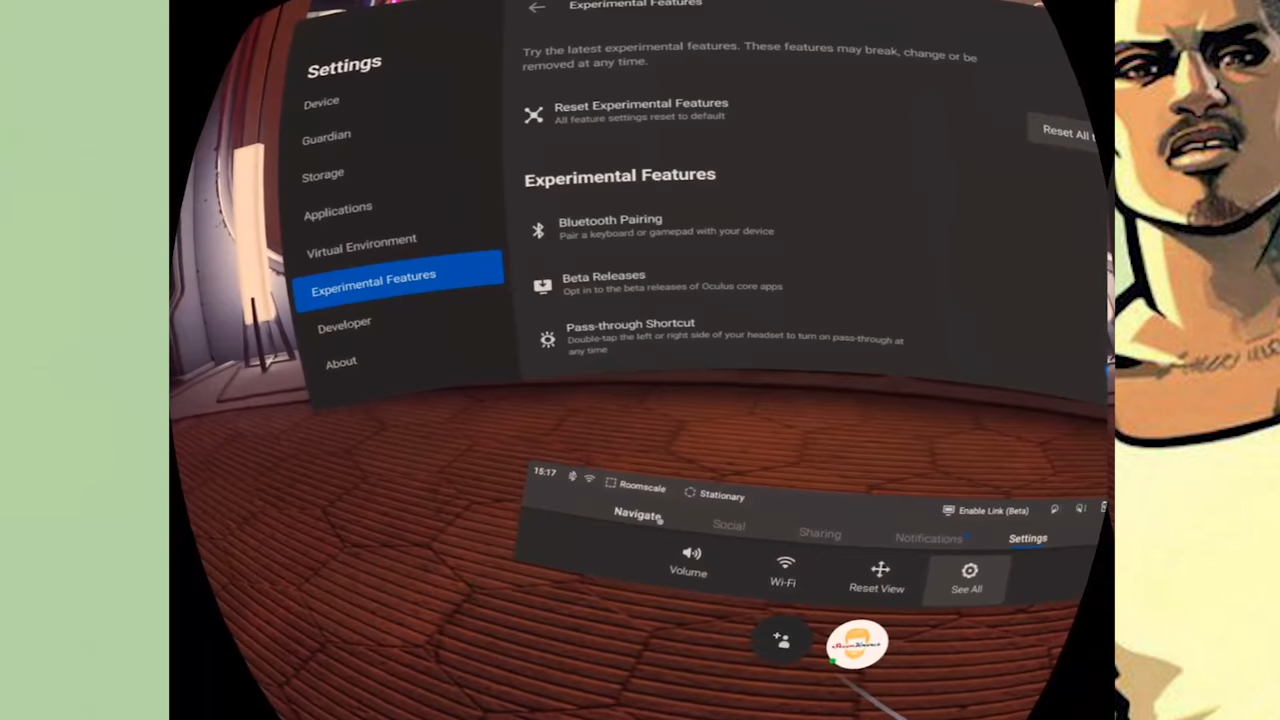 Experimental Features
Settings
Try the latest experimental features. These features may break, change or be
removed at any time.
Device
Reset Experimental Features
All feature settings reset to default
Reset All
Guardian
Storage
Experimental Features
Applications
Bluetooth Pairing
Pair a keyboard or gamepad with your device
Virtual Environment
Experimental Features
Beta Releases
Opt in to the beta releases of Oculus core apps
Developer
Pass-through Shortcut
Double-tap the left or right side of your headset to turn on pass-through at
any time
About
15:17
Roomscale
Stationary
Enable Link (Beta)
Navigate
Social
Sharing
Notifications
Settings
Volume
Wi-Fi
Reset View
See All